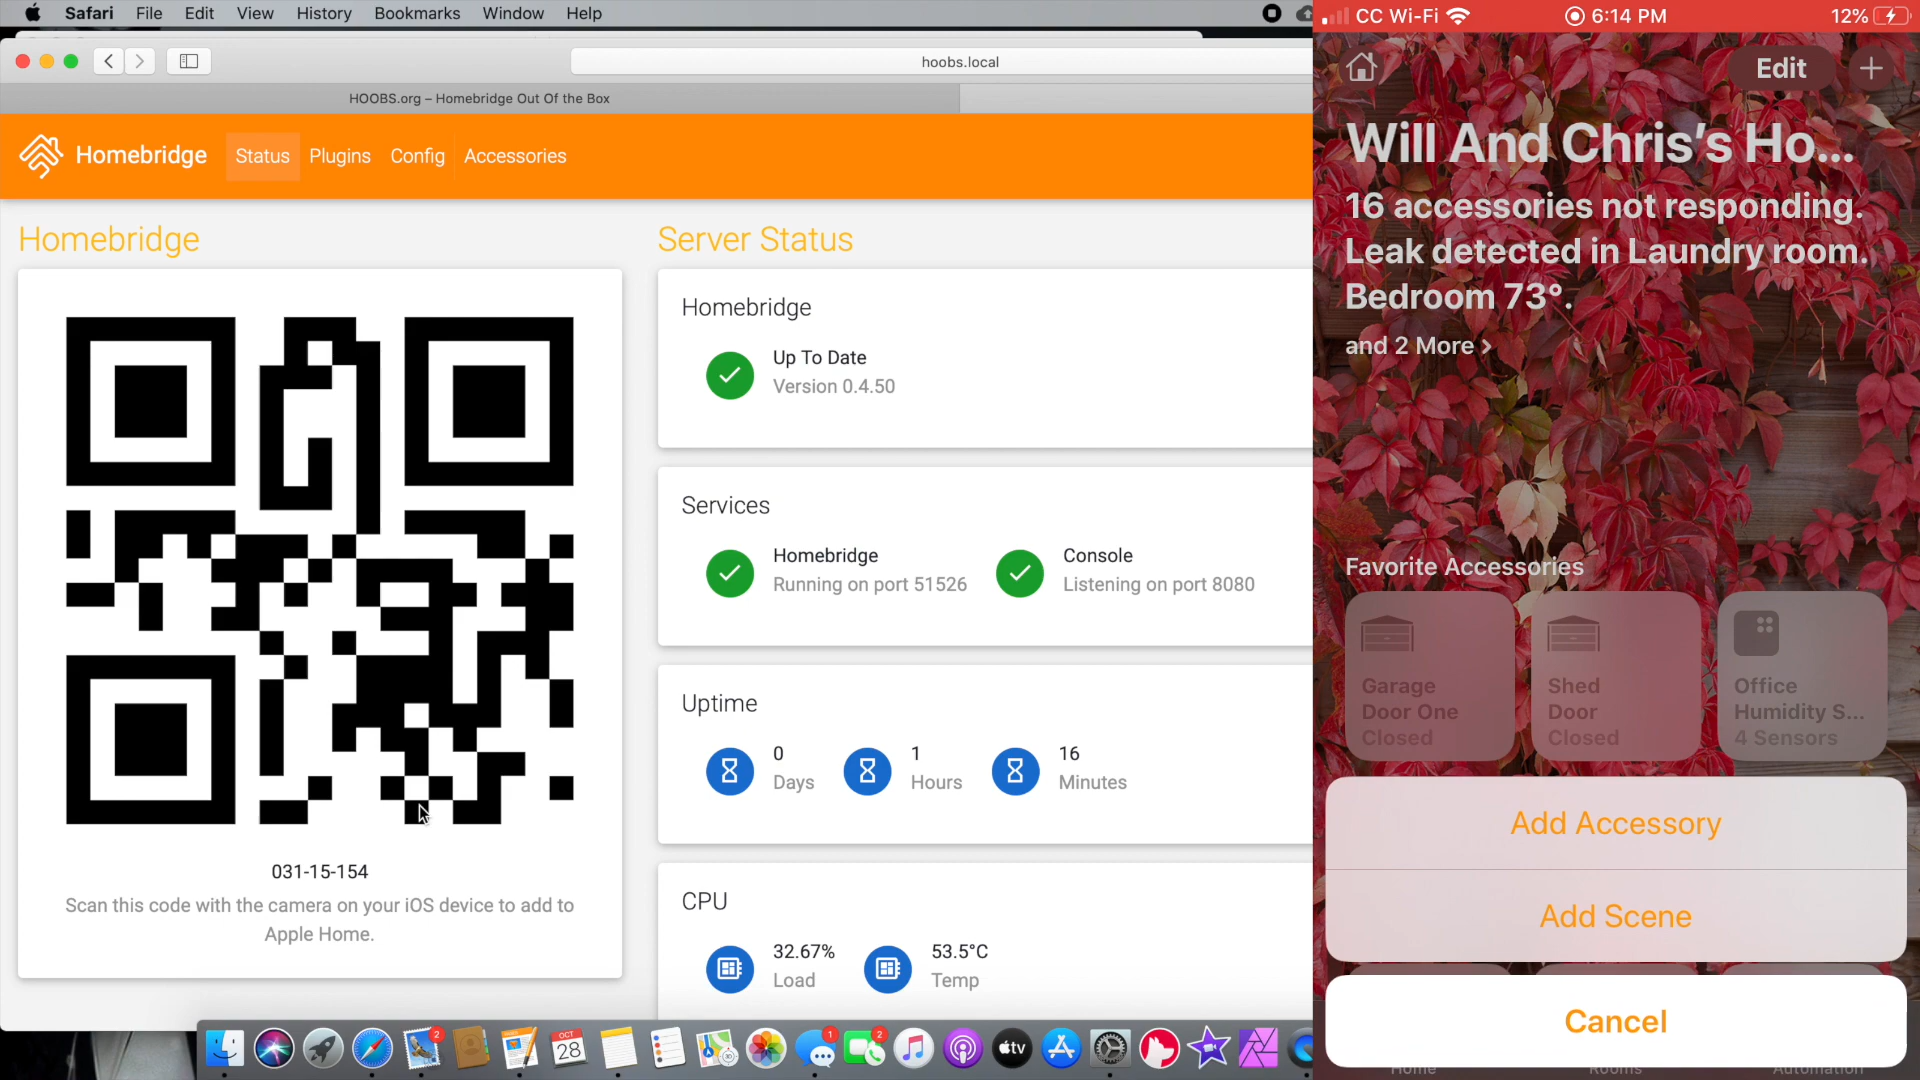 Safari File Edit View History Bookmarks Window Help
hoobs.local
HOOBS.org – Homebridge Out Of the Box
Homebridge Status Plugins Config Accessories
Homebridge
031-15-154
Scan this code with the camera on your iOS device to add to
Apple Home.
Server Status
Homebridge
Up To Date
Version 0.4.50
Services
Homebridge
Running on port 51526
Console
Listening on port 8080
Uptime
0
Days
1
Hours
16
Minutes
CPU
32.67%
Load
53.5°C
Temp
2
OCT
28
1
2
tv
CC Wi-Fi 6:14 PM 12%
Edit
Will And Chris’s Ho...
16 accessories not responding.
Leak detected in Laundry room.
Bedroom 73°.
and 2 More ›
Favorite Accessories
Garage
Door One
Closed
Shed
Door
Closed
Office
Humidity S...
4 Sensors
Add Accessory
Add Scene
Cancel
Home Rooms Automation